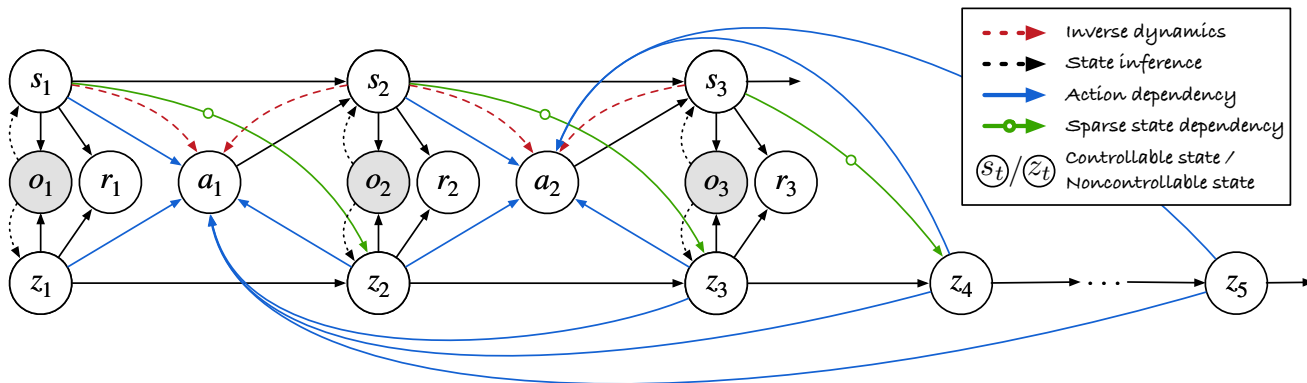 s₁ s₂ s₃
o₁ r₁ a₁ o₂ r₂ a₂ o₃ r₃
z₁ z₂ z₃ z₄ ... z₅
Inverse dynamics
State inference
Action dependency
Sparse state dependency
sₜ/zₜ Controllable state /
Noncontrollable state